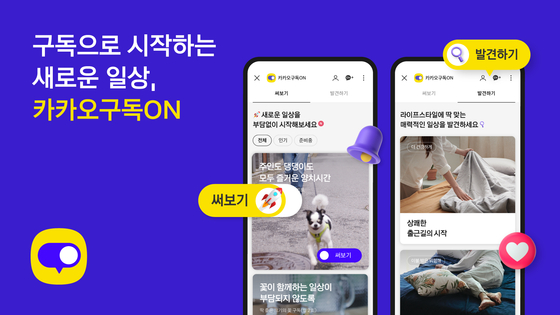 구독으로 시작하는
새로운 일상,
카카오구독ON
써보기
발견하기
카카오구독ON
써보기
발견하기
새로운 일상을
부담없이 시작해보세요
전체
인기
준비중
주인도 댕댕이도
모두 즐거운 양치시간
써보기
꽃이 함께하는 일상이
부담되지 않도록
카카오구독ON
써보기
발견하기
라이프스타일에 딱 맞는
매력적인 일상을 발견하세요
더 건강하게
상쾌한
출근길의 시작